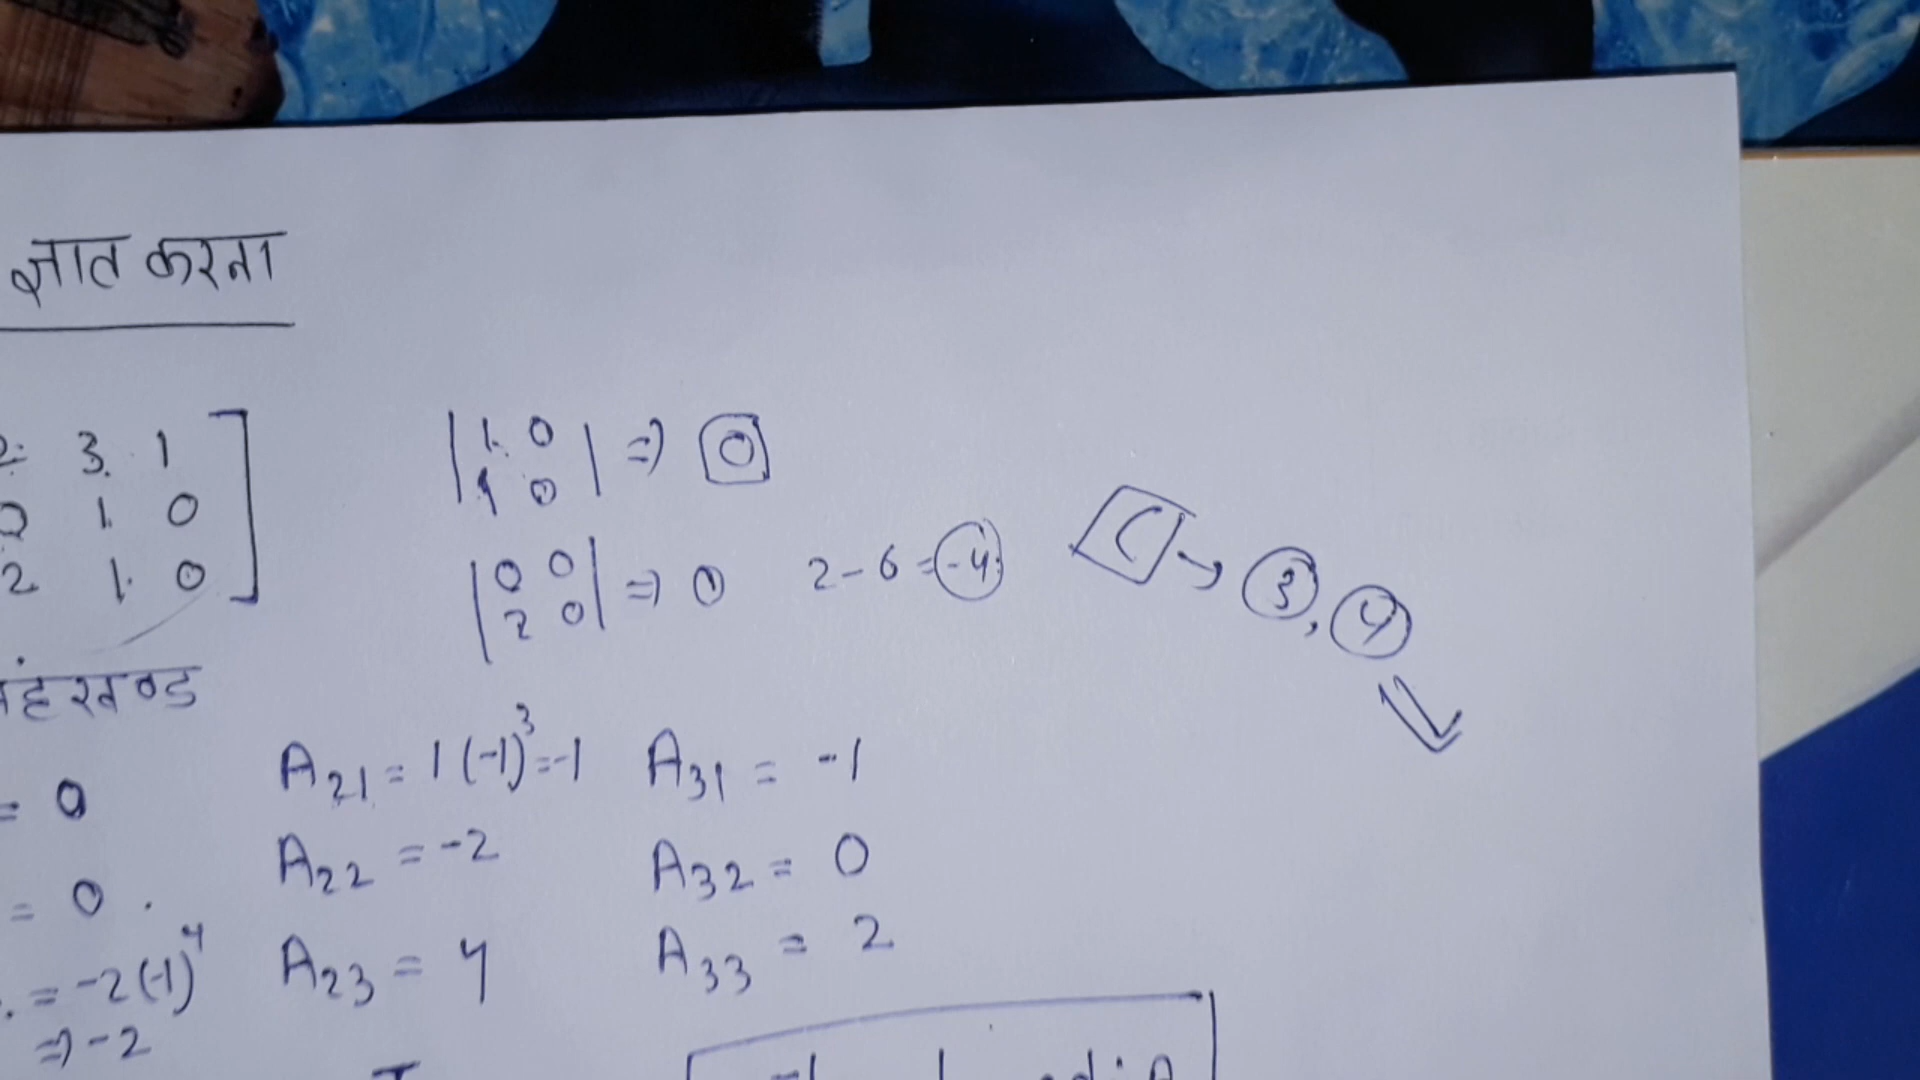 ज्ञात करना
3. 1
0 1. 0
2 1. 0 ]
| 1. 0 | ⇒ 0
| 1 0 |
| 0 0 | ⇒ 0 2-6=-4
| 2 0 |
C → 3, 4
खण्ड
= 0 A21 = 1(-1)^3=-1 A31 = -1
= 0 . A22 = -2 A32 = 0
= -2(-1)^4 A23 = 4 A33 = 2
⇒ -2